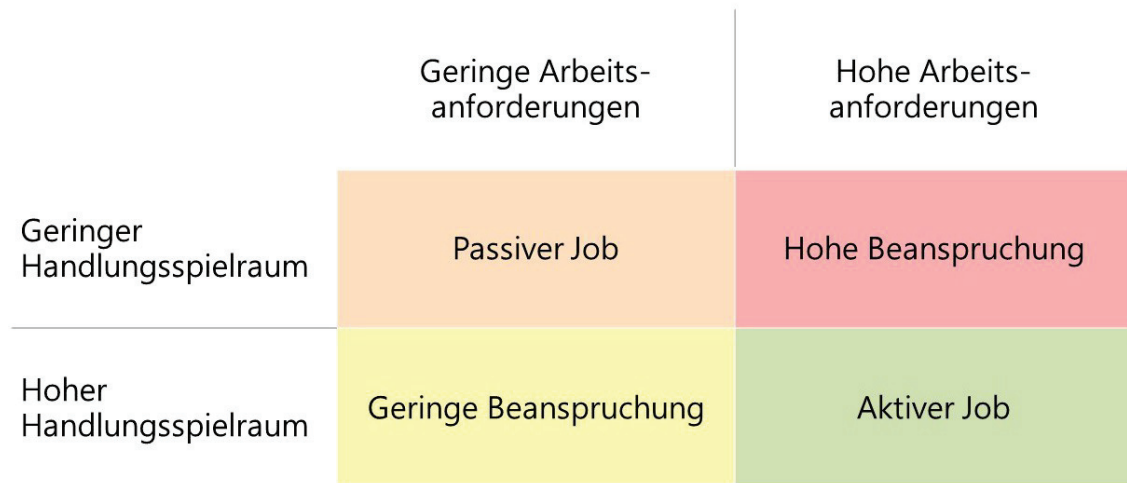 Geringe Arbeits-
anforderungen
Hohe Arbeits-
anforderungen
Geringer
Handlungsspielraum
Passiver Job
Hohe Beanspruchung
Hoher
Handlungsspielraum
Geringe Beanspruchung
Aktiver Job